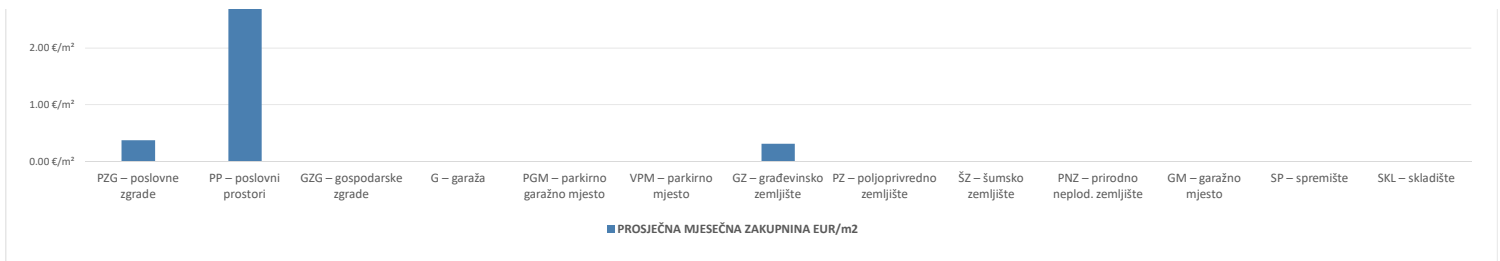 2.00 €/m²
1.00 €/m²
0.00 €/m²
PZG – poslovne
zgrade
PP – poslovni
prostori
GZG - gospodarske
zgrade
G – garaža
PGM – parkirno
garažno mjesto
VPM – parkirno
mjesto
GZ – građevinsko
zemljište
PZ – poljoprivredno
zemljište
ŠZ – šumsko
zemljište
PNZ – prirodno
neplod. zemljište
GM – garažno
mjesto
SP – spremište
SKL – skladište
PROSJEČNA MJESEČNA ZAKUPNINA EUR/m2